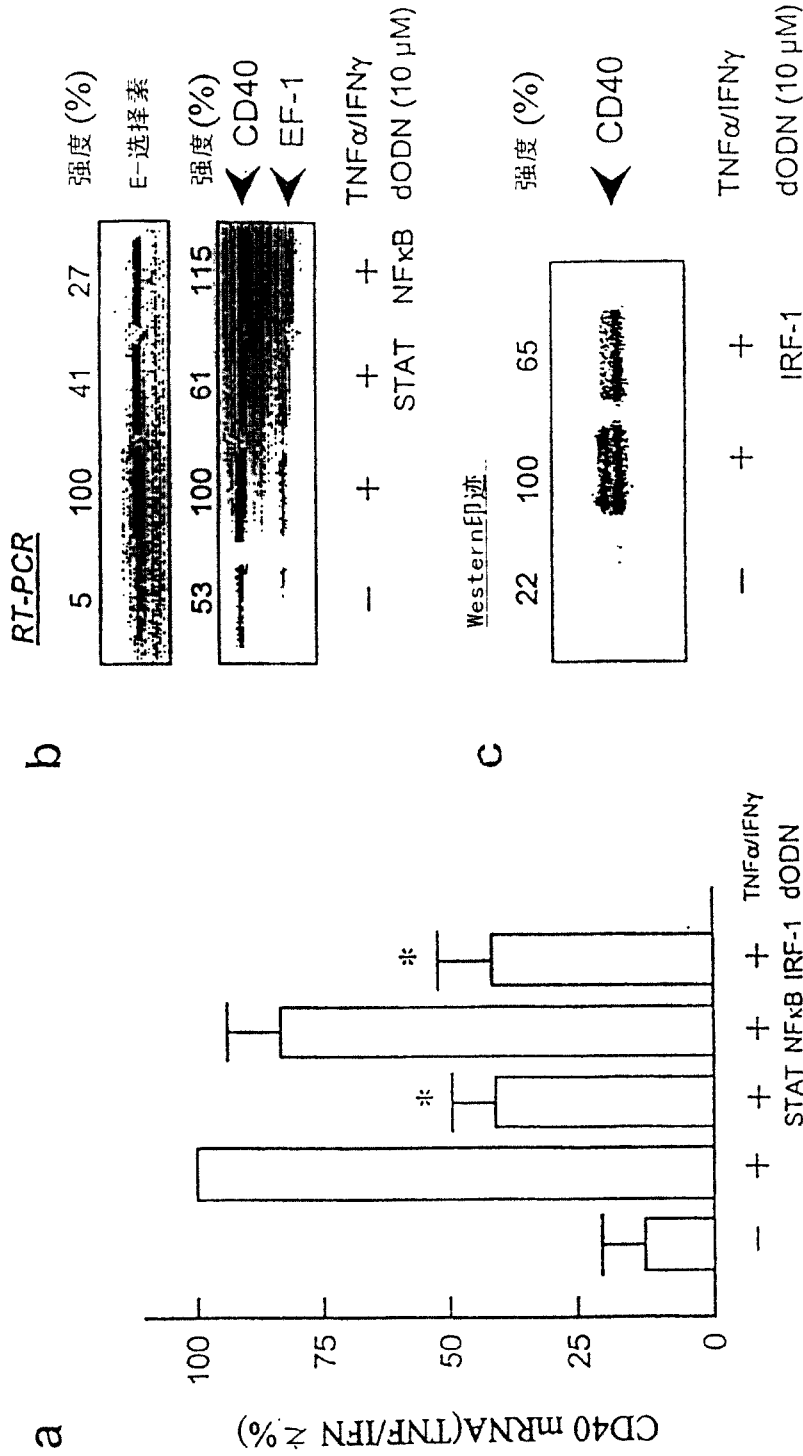 a
CD40 mRNA(TNF/IFN 之%)
100
75
50
25
0
− + + + + TNFα/IFNγ
STAT NFκB IRF-1 dODN
* *
b
RT-PCR
5 100 41 27 强度(%)
E-选择素
53 100 61 115 强度(%)
CD40
EF-1
− + + + TNFα/IFNγ
STAT NFκB dODN (10 μM)
c
Western印迹
22 100 65 强度(%)
CD40
− + + TNFα/IFNγ
IRF-1 dODN (10 μM)